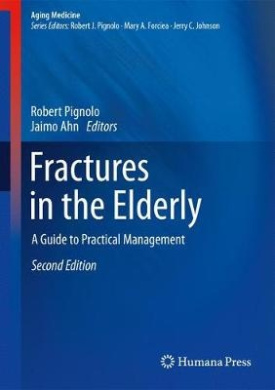 Aging Medicine
Series Editors: Robert J. Pignolo · Mary A. Forciea · Jerry C. Johnson
Robert Pignolo
Jaimo Ahn Editors
Fractures
in the Elderly
A Guide to Practical Management
Second Edition
Humana Press